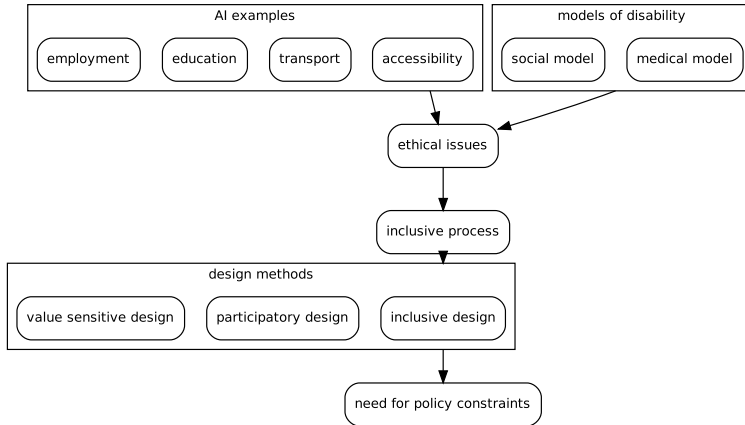 AI examples
models of disability
employment
education
transport
accessibility
social model
medical model
ethical issues
inclusive process
design methods
value sensitive design
participatory design
inclusive design
need for policy constraints